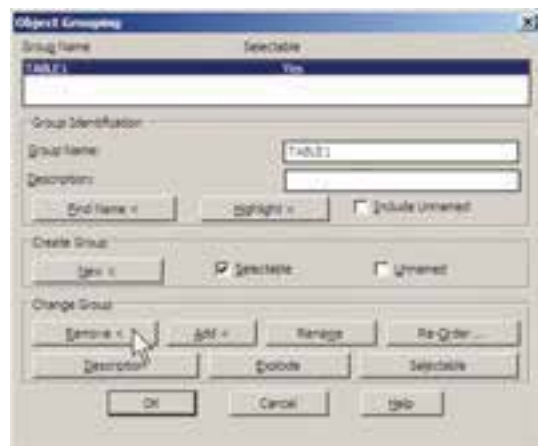 Object Grouping
Group Name Selectable
TABLE1 Yes
Group Identification
Group Name: TABLE1
Description:
Find Name < Highlight < Include Unnamed
Create Group
New < Selectable Unnamed
Change Group
Remove < Add < Rename Re-Order ...
Description Explode Selectable
OK Cancel Help